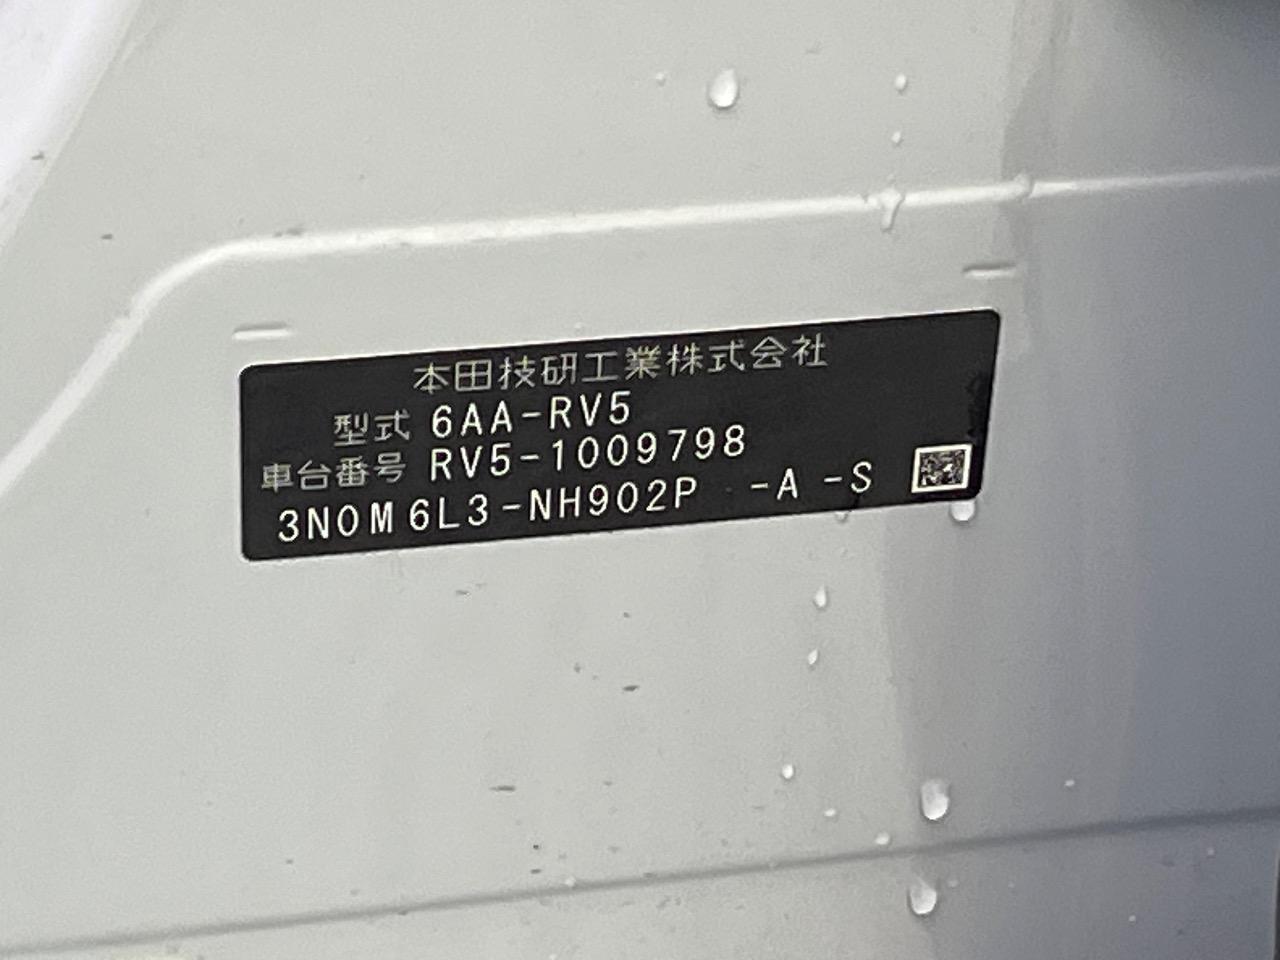 本田技研工業株式会社
型式 6AA-RV5
車台番号 RV5-1009798
3N0M6L3-NH902P -A -S